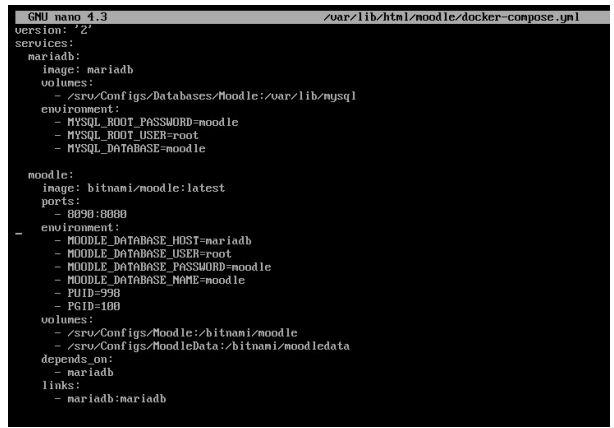 GNU nano 4.3 /var/lib/html/moodle/docker-compose.yml
version: '2'
services:
  mariadb:
    image: mariadb
    volumes:
      - /srv/Configs/Databases/Moodle:/var/lib/mysql
    environment:
      - MYSQL_ROOT_PASSWORD=moodle
      - MYSQL_ROOT_USER=root
      - MYSQL_DATABASE=moodle

  moodle:
    image: bitnami/moodle:latest
    ports:
      - 8090:8080
    environment:
      - MOODLE_DATABASE_HOST=mariadb
      - MOODLE_DATABASE_USER=root
      - MOODLE_DATABASE_PASSWORD=moodle
      - MOODLE_DATABASE_NAME=moodle
      - PUID=998
      - PGID=100
    volumes:
      - /srv/Configs/Moodle:/bitnami/moodle
      - /srv/Configs/MoodleData:/bitnami/moodledata
    depends_on:
      - mariadb
    links:
      - mariadb:mariadb